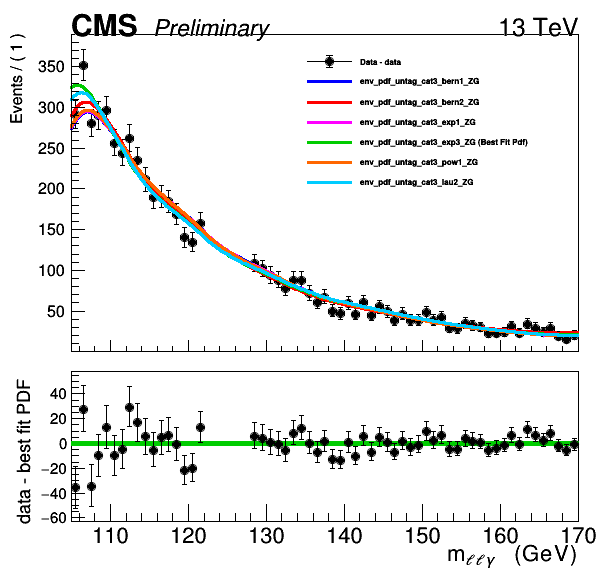 CMS Preliminary 13 TeV
Events / ( 1 )
350
300
250
200
150
100
50
Data - data
env_pdf_untag_cat3_bern1_ZG
env_pdf_untag_cat3_bern2_ZG
env_pdf_untag_cat3_exp1_ZG
env_pdf_untag_cat3_exp3_ZG (Best Fit Pdf)
env_pdf_untag_cat3_pow1_ZG
env_pdf_untag_cat3_lau2_ZG
data - best fit PDF
40
20
0
−20
−40
−60
110 120 130 140 150 160 170
mℓℓγ (GeV)